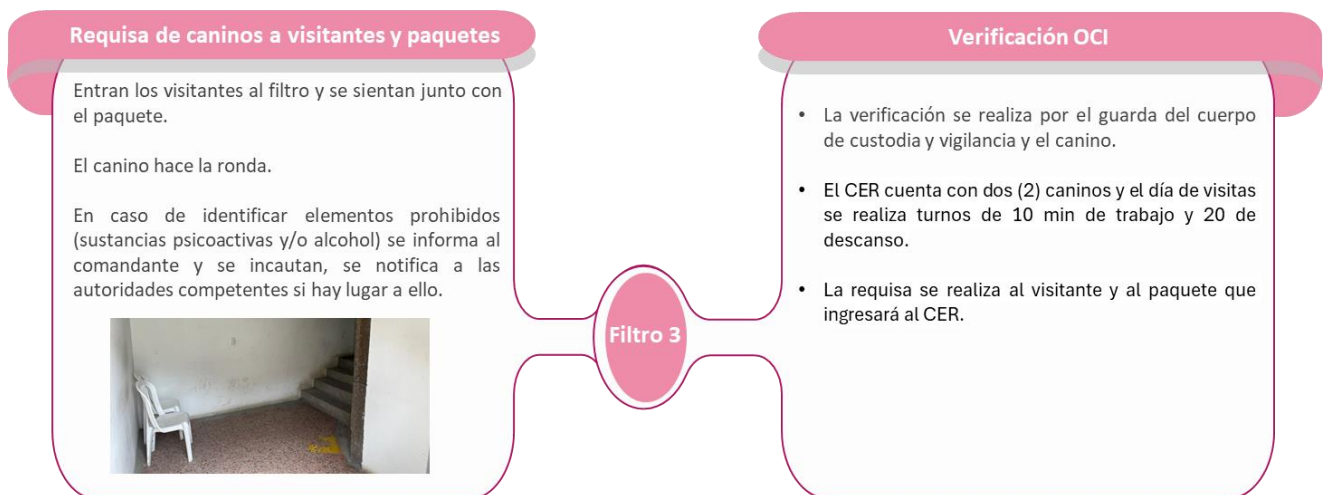 Requisa de caninos a visitantes y paquetes
Entran los visitantes al filtro y se sientan junto con
el paquete.
El canino hace la ronda.
En caso de identificar elementos prohibidos
(sustancias psicoactivas y/o alcohol) se informa al
comandante y se incautan, se notifica a las
autoridades competentes si hay lugar a ello.
Filtro 3
Verificación OCI
• La verificación se realiza por el guarda del cuerpo
de custodia y vigilancia y el canino.
• El CER cuenta con dos (2) caninos y el día de visitas
se realiza turnos de 10 min de trabajo y 20 de
descanso.
• La requisa se realiza al visitante y al paquete que
ingresará al CER.